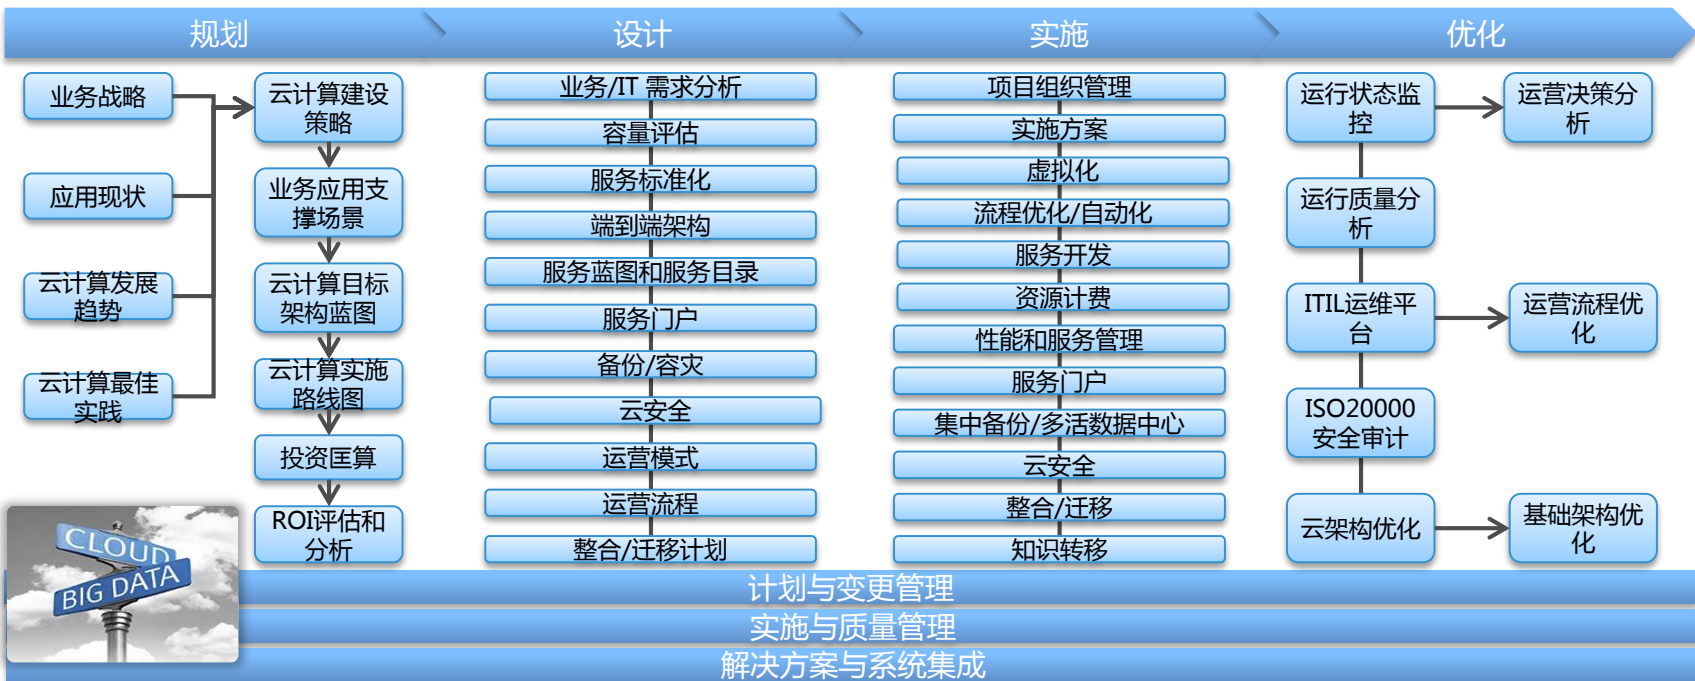 规划
设计
实施
优化
业务战略
应用现状
云计算发展
趋势
云计算最佳
实践
云计算建设
策略
业务应用支
撑场景
云计算目标
架构蓝图
云计算实施
路线图
投资匡算
ROI评估和
分析
业务/IT 需求分析
容量评估
服务标准化
端到端架构
服务蓝图和服务目录
服务门户
备份/容灾
云安全
运营模式
运营流程
整合/迁移计划
项目组织管理
实施方案
虚拟化
流程优化/自动化
服务开发
资源计费
性能和服务管理
服务门户
集中备份/多活数据中心
云安全
整合/迁移
知识转移
运行状态监
控
运行质量分
析
ITIL运维平
台
ISO20000
安全审计
云架构优化
运营决策分
析
运营流程优
化
基础架构优
化
CLOUD
BIG DATA
计划与变更管理
实施与质量管理
解决方案与系统集成